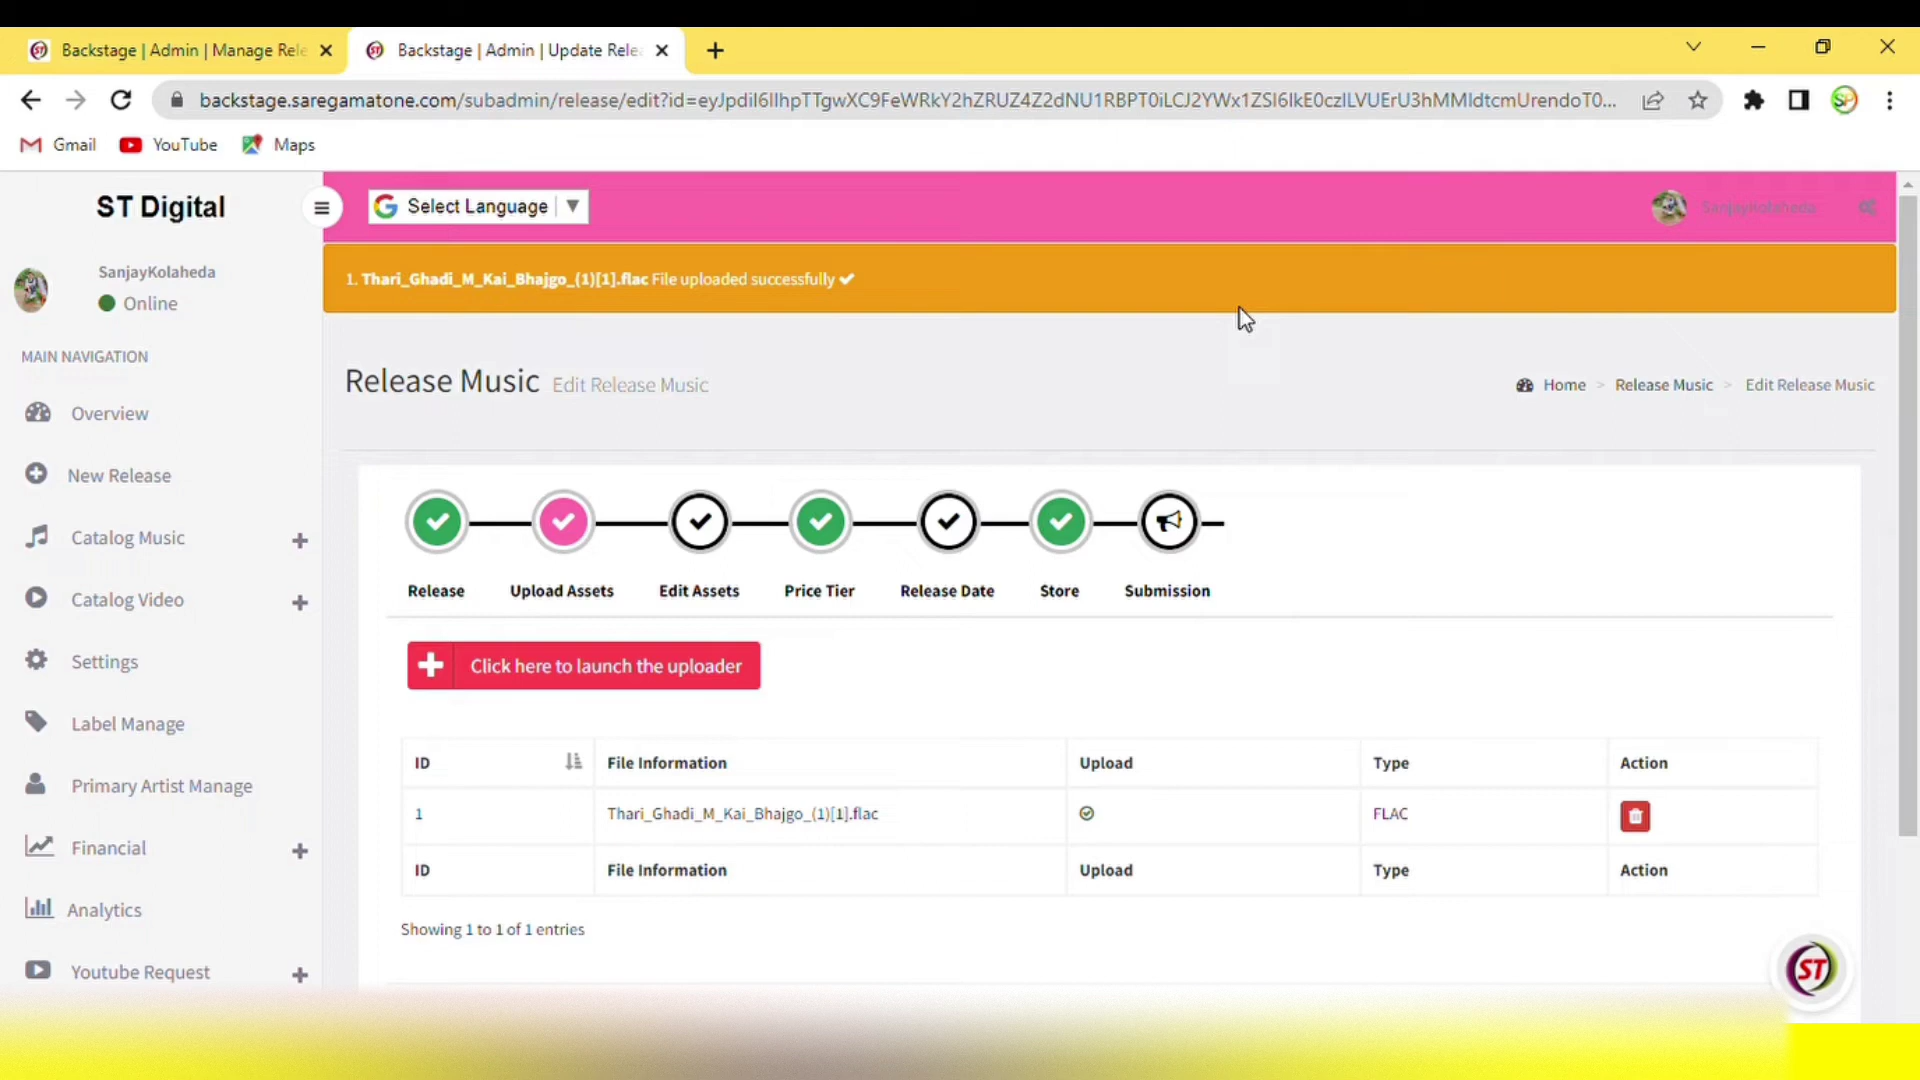 Backstage | Admin | Manage Rele
Backstage | Admin | Update Rele
backstage.saregamatone.com/subadmin/release/edit?id=eyJpdiI6IlhpTTgwXC9FeWRkY2hZRUZ4Z2dNU1RBPT0iLCJ2YWx1ZSI6IkE0czlLVUErU3hMMldtcmUrendoT0...
Gmail
YouTube
Maps
ST Digital
Select Language
SanjayKolaheda
SanjayKolaheda
Online
1. Thari_Ghadi_M_Kai_Bhajgo_(1)[1].flac File uploaded successfully
MAIN NAVIGATION
Release Music Edit Release Music
Home > Release Music > Edit Release Music
Overview
New Release
Catalog Music
Catalog Video
Settings
Label Manage
Primary Artist Manage
Financial
Analytics
Youtube Request
Release Upload Assets Edit Assets Price Tier Release Date Store Submission
Click here to launch the uploader
ID File Information Upload Type Action
1 Thari_Ghadi_M_Kai_Bhajgo_(1)[1].flac FLAC
ID File Information Upload Type Action
Showing 1 to 1 of 1 entries
ST